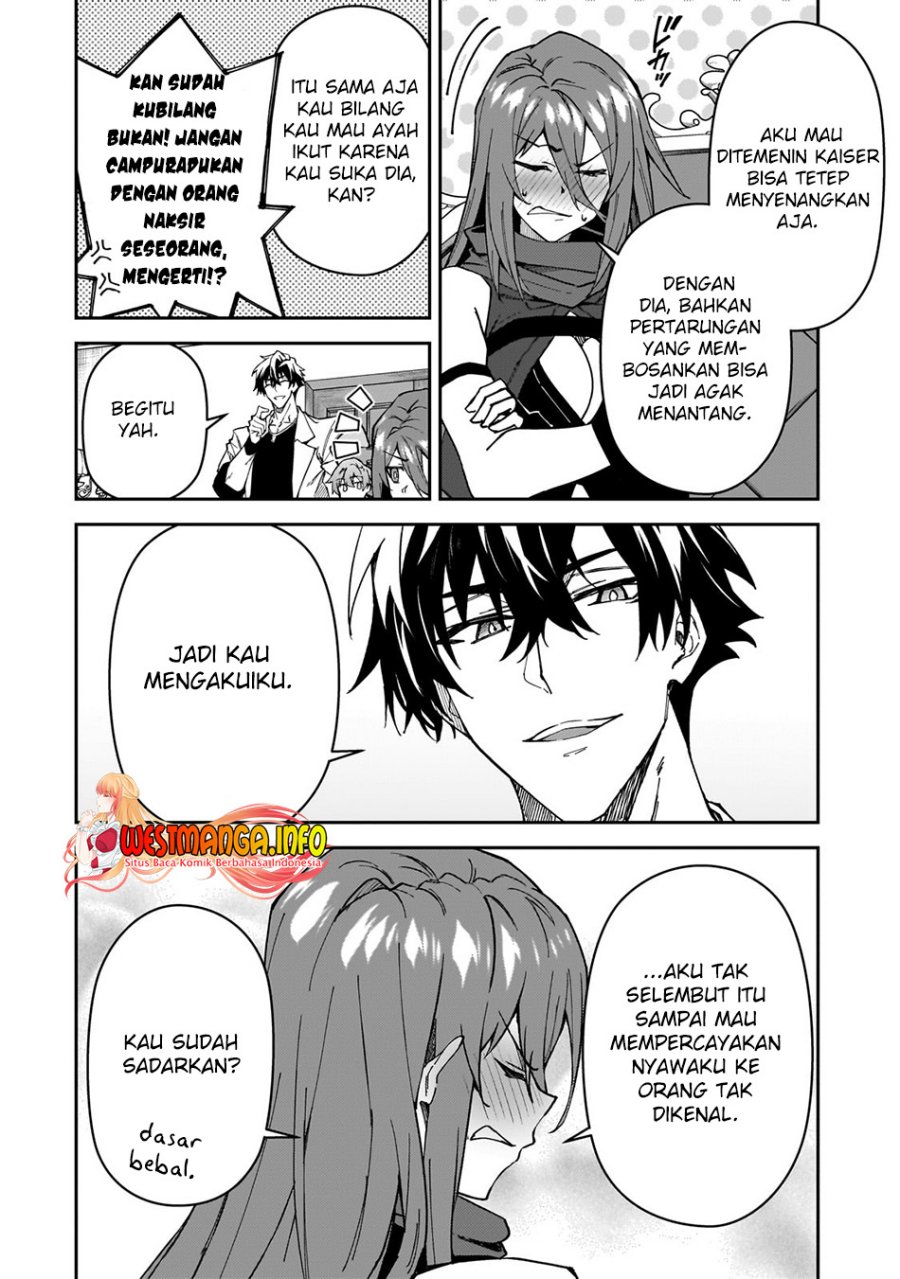 AKU MAU
DITEMENIN KAISER
BISA TETEP
MENYENANGKAN
AJA.
DENGAN
DIA, BAHKAN
PERTARUNGAN
YANG MEM-
BOSANKAN BISA
JADI AGAK
MENANTANG.
ITU SAMA AJA
KAU BILANG
KAU MAU AYAH
IKUT KARENA
KAU SUKA DIA,
KAN?
KAN SUDAH
KUBILANG
BUKAN! JANGAN
CAMPURADUKAN
DENGAN ORANG
NAKSIR
SESEORANG,
MENGERTI!?
BEGITU
YAH.
JADI KAU
MENGAKUIKU.
WESTMANGA.INFO
Situs Baca Komik Berbahasa Indonesia
...AKU TAK
SELEMBUT ITU
SAMPAI MAU
MEMPERCAYAKAN
NYAWAKU KE
ORANG TAK
DIKENAL.
KAU SUDAH
SADARKAN?
dasar
bebal.